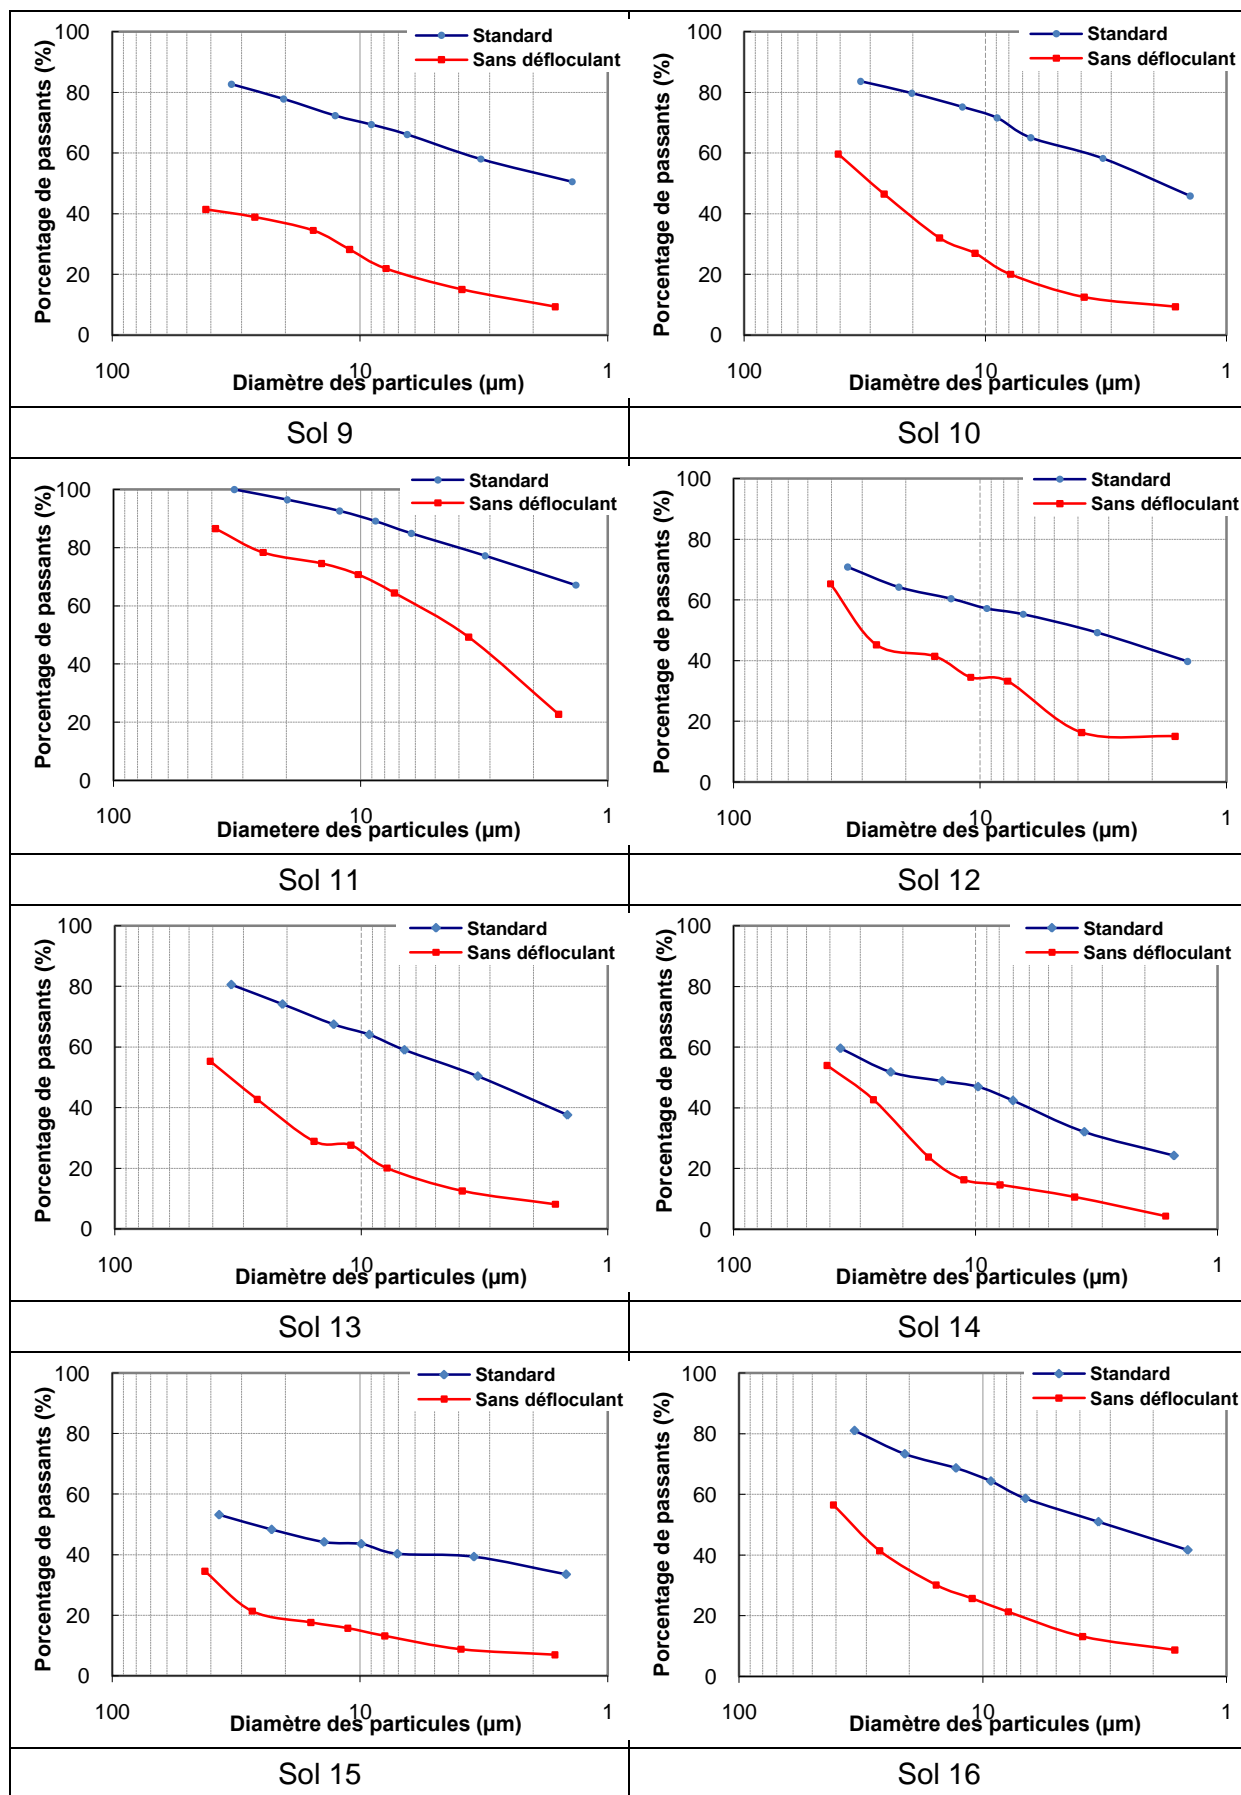 Porcentage de passants (%)
100
80
60
40
20
0
100
10
1
Diamètre des particules (µm)
Standard
Sans défloculant
Porcentage de passants (%)
100
80
60
40
20
0
100
10
1
Diamètre des particules (µm)
Standard
Sans défloculant
Sol 9
Sol 10
Porcentage de passants (%)
100
80
60
40
20
0
100
10
1
Diametere des particules (µm)
Standard
Sans défloculant
Porcentage de passants (%)
100
80
60
40
20
0
100
10
1
Diamètre des particules (µm)
Standard
Sans défloculant
Sol 11
Sol 12
Porcentage de passants (%)
100
80
60
40
20
0
100
10
1
Diamètre des particules (µm)
Standard
Sans défloculant
Porcentage de passants (%)
100
80
60
40
20
0
100
10
1
Diamètre des particules (µm)
Standard
Sans défloculant
Sol 13
Sol 14
Porcentage de passants (%)
100
80
60
40
20
0
100
10
1
Diamètre des particules (µm)
Standard
Sans défloculant
Porcentage de passants (%)
100
80
60
40
20
0
100
10
1
Diamètre des particules (µm)
Standard
Sans défloculant
Sol 15
Sol 16